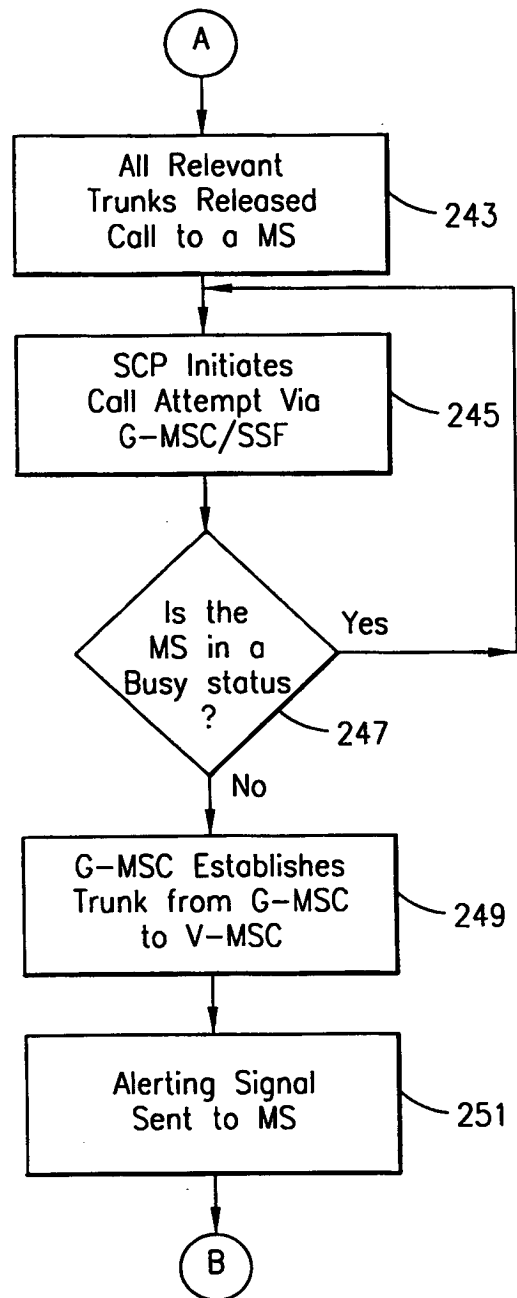 A
All Relevant
Trunks Released
Call to a MS
243
SCP Initiates
Call Attempt Via
G-MSC/SSF
245
Is the
MS in a
Busy status
?
Yes
247
No
G-MSC Establishes
Trunk from G-MSC
to V-MSC
249
Alerting Signal
Sent to MS
251
B